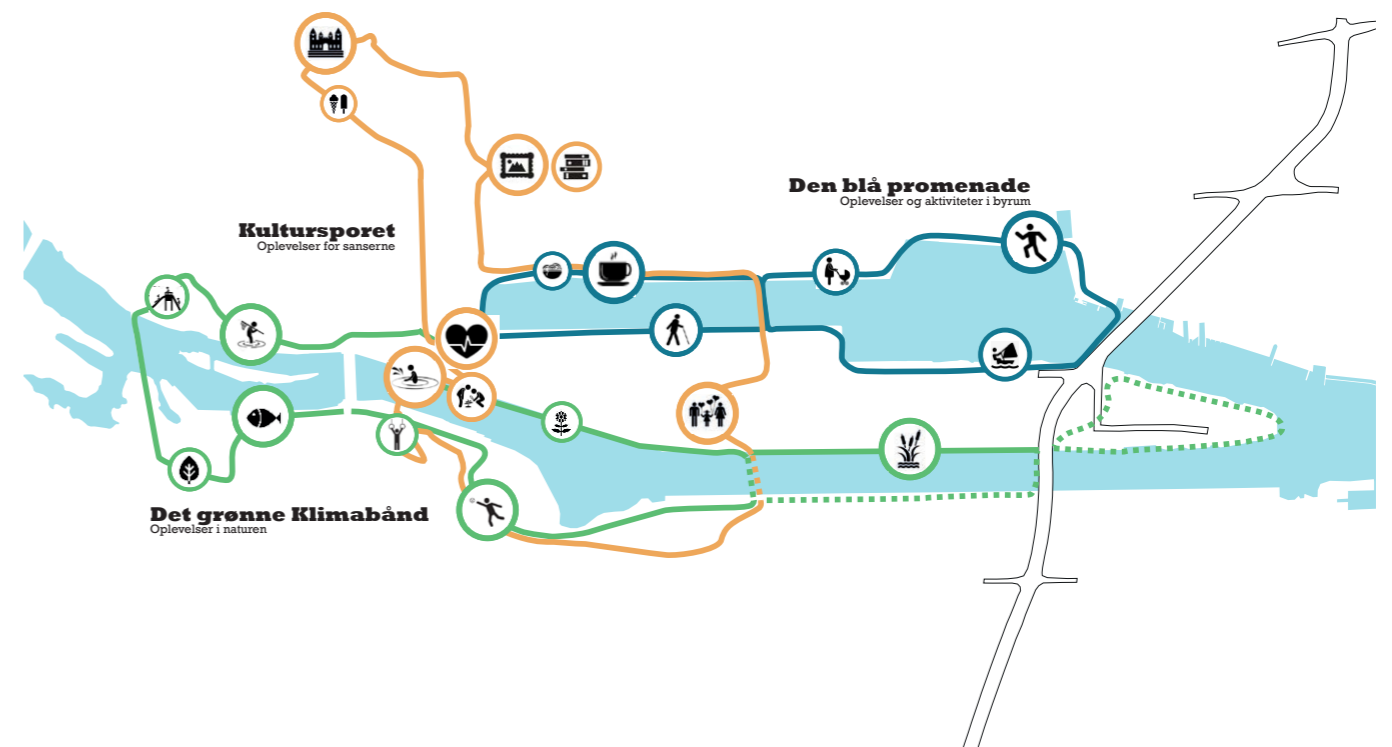 Den blå promenade
Oplevelser og aktiviteter i byrum
Kultursporet
Oplevelser for sanserne
Det grønne Klimabånd
Oplevelser i naturen